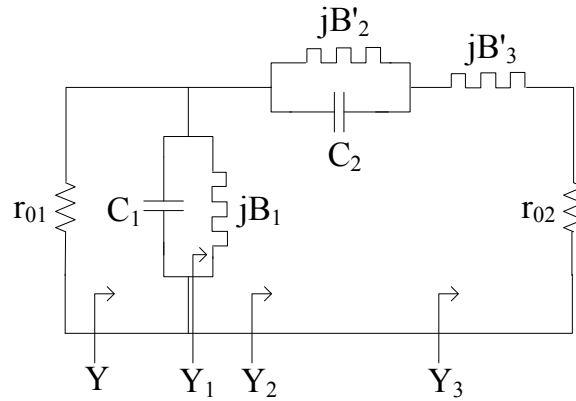 jB'₂
jB'₃
C₂
r₀₁
C₁
jB₁
r₀₂
Y
Y₁
Y₂
Y₃